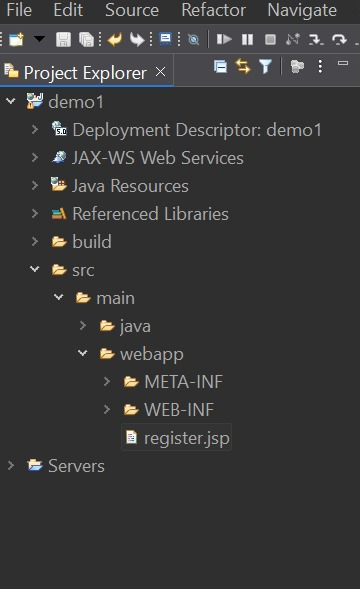 File Edit Source Refactor Navigate
Project Explorer
demo1
Deployment Descriptor: demo1
JAX-WS Web Services
Java Resources
Referenced Libraries
build
src
main
java
webapp
META-INF
WEB-INF
register.jsp
Servers